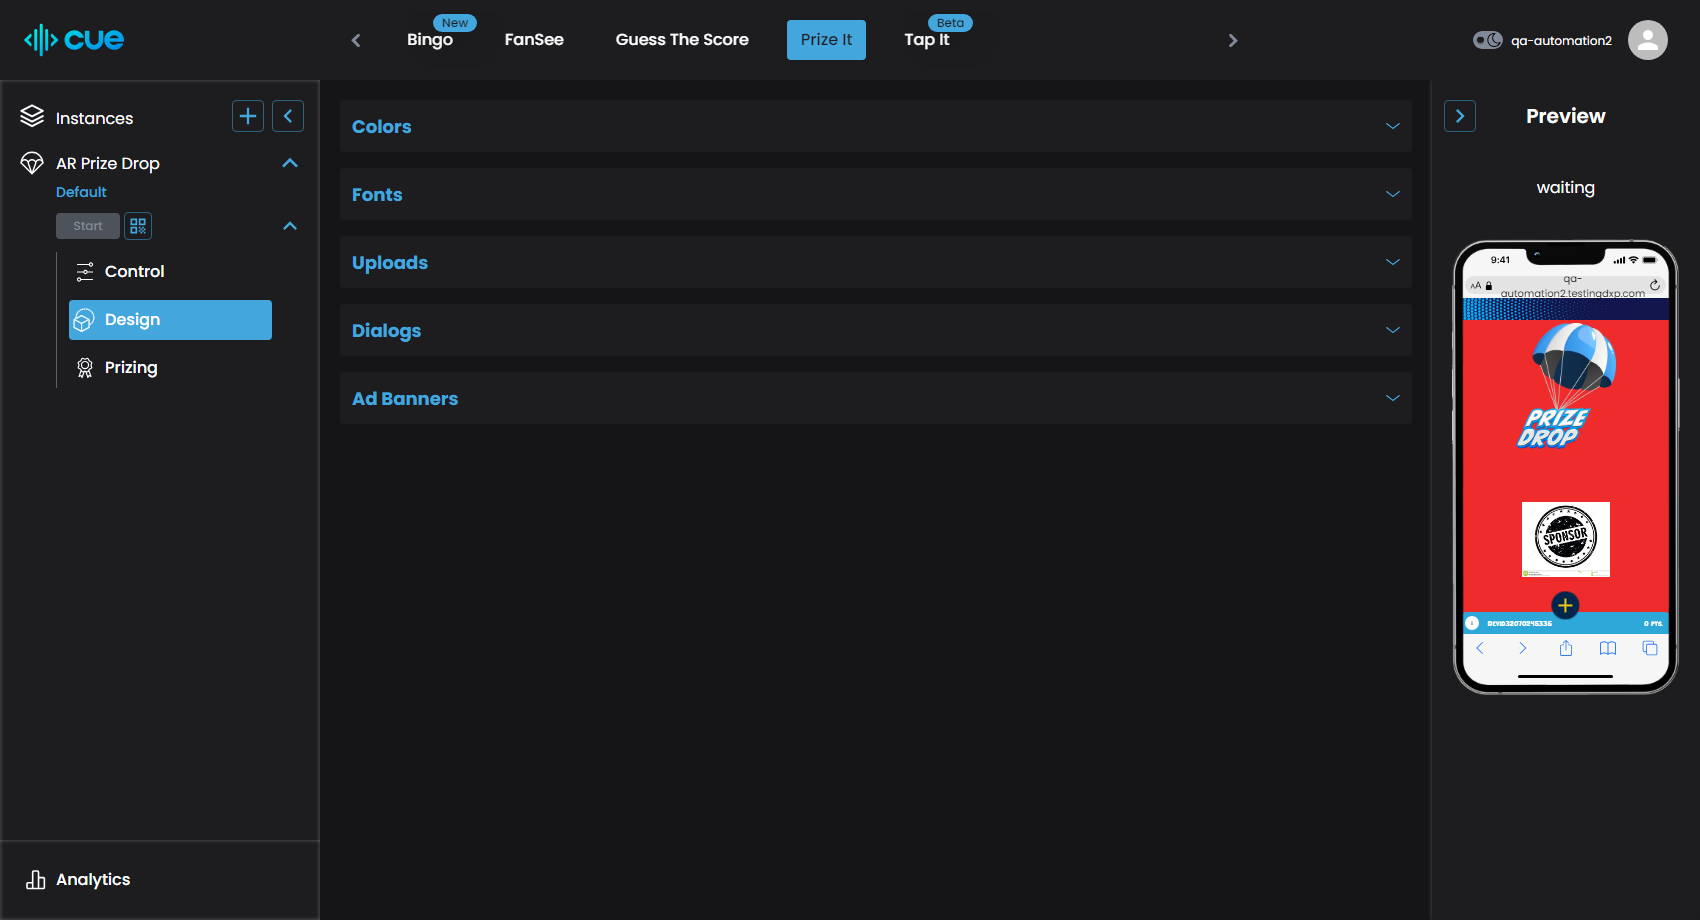 cue
New
Bingo
FanSee
Guess The Score
Prize It
Beta
Tap It
qa-automation2
Instances
AR Prize Drop
Default
Start
Control
Design
Prizing
Analytics
Colors
Fonts
Uploads
Dialogs
Ad Banners
Preview
waiting
9:41
AA
qa-
automation2.testingdxp.com
PRIZE
DROP
SPONSOR
0 PTS.